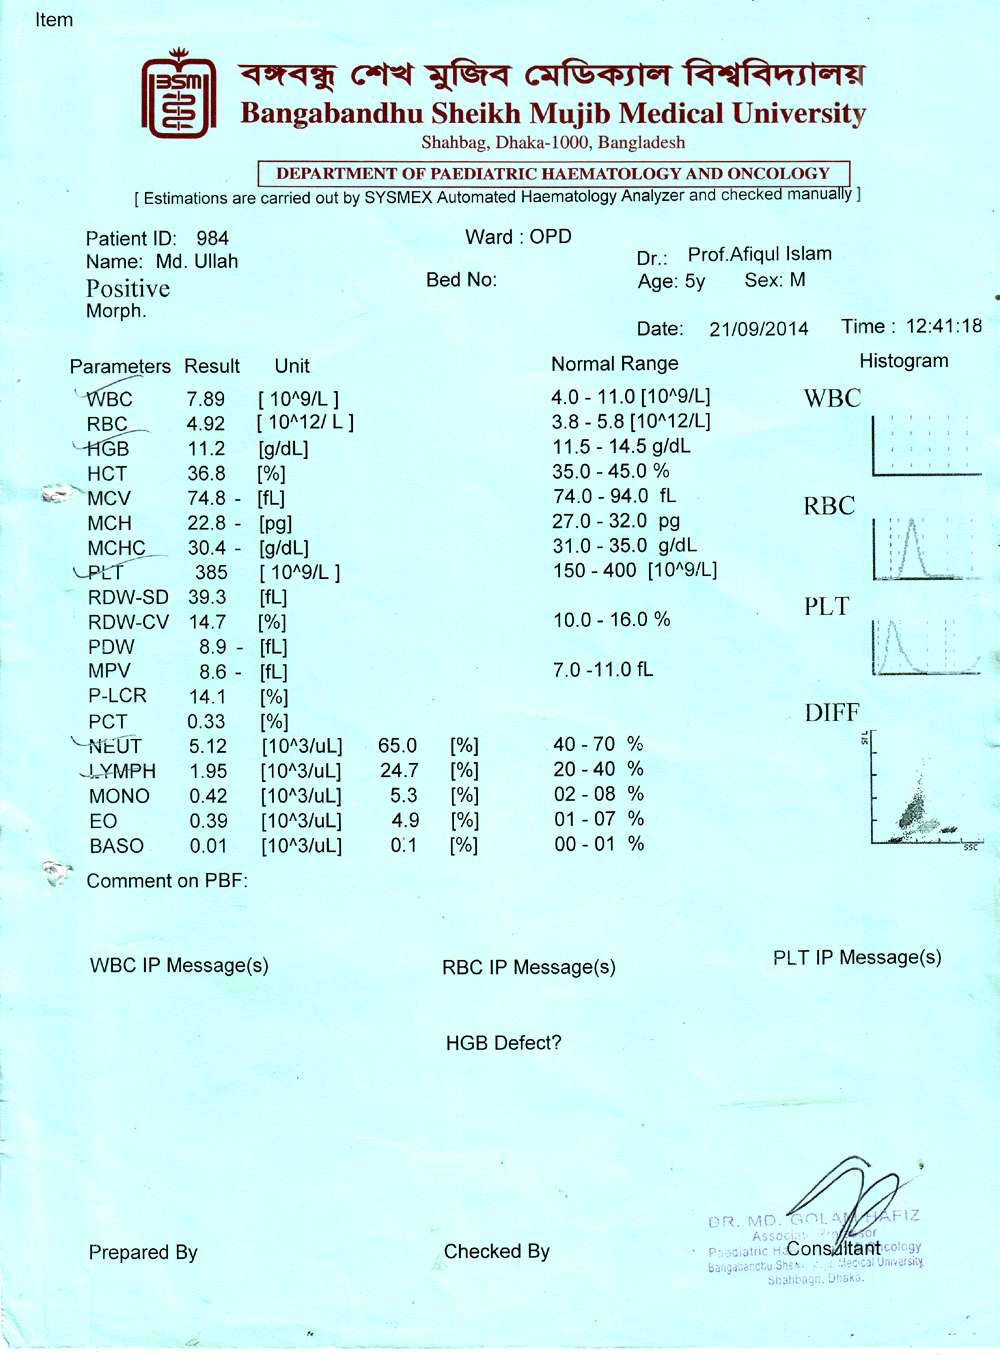 Item
BSM
বঙ্গবন্ধু শেখ মুজিব মেডিক্যাল বিশ্ববিদ্যালয়
Bangabandhu Sheikh Mujib Medical University
Shahbag, Dhaka-1000, Bangladesh
DEPARTMENT OF PAEDIATRIC HAEMATOLOGY AND ONCOLOGY
[ Estimations are carried out by SYSMEX Automated Haematology Analyzer and checked manually ]
Patient ID: 984 Ward : OPD
Name: Md. Ullah Dr.: Prof.Afiqul Islam
Positive Bed No: Age: 5y Sex: M
Morph.
Date: 21/09/2014 Time : 12:41:18
Parameters Result Unit Normal Range Histogram
WBC 7.89 [ 10^9/L ] 4.0 - 11.0 [10^9/L] WBC
RBC 4.92 [ 10^12/ L ] 3.8 - 5.8 [10^12/L]
HGB 11.2 [g/dL] 11.5 - 14.5 g/dL
HCT 36.8 [%] 35.0 - 45.0 %
MCV 74.8 - [fL] 74.0 - 94.0 fL RBC
MCH 22.8 - [pg] 27.0 - 32.0 pg
MCHC 30.4 - [g/dL] 31.0 - 35.0 g/dL
PLT 385 [ 10^9/L ] 150 - 400 [10^9/L]
RDW-SD 39.3 [fL] PLT
RDW-CV 14.7 [%] 10.0 - 16.0 %
PDW 8.9 - [fL]
MPV 8.6 - [fL] 7.0 -11.0 fL
P-LCR 14.1 [%]
PCT 0.33 [%] DIFF
NEUT 5.12 [10^3/uL] 65.0 [%] 40 - 70 % SFL
LYMPH 1.95 [10^3/uL] 24.7 [%] 20 - 40 %
MONO 0.42 [10^3/uL] 5.3 [%] 02 - 08 %
EO 0.39 [10^3/uL] 4.9 [%] 01 - 07 %
BASO 0.01 [10^3/uL] 0.1 [%] 00 - 01 % SSC
Comment on PBF:
WBC IP Message(s) RBC IP Message(s) PLT IP Message(s)
HGB Defect?
DR. MD. GOLAM HAFIZ
Associate Professor
Prepared By Checked By Consultant
Paediatric Oncology
Bangabandhu Sheikh Mujib Medical University,
Shahbagh, Dhaka.